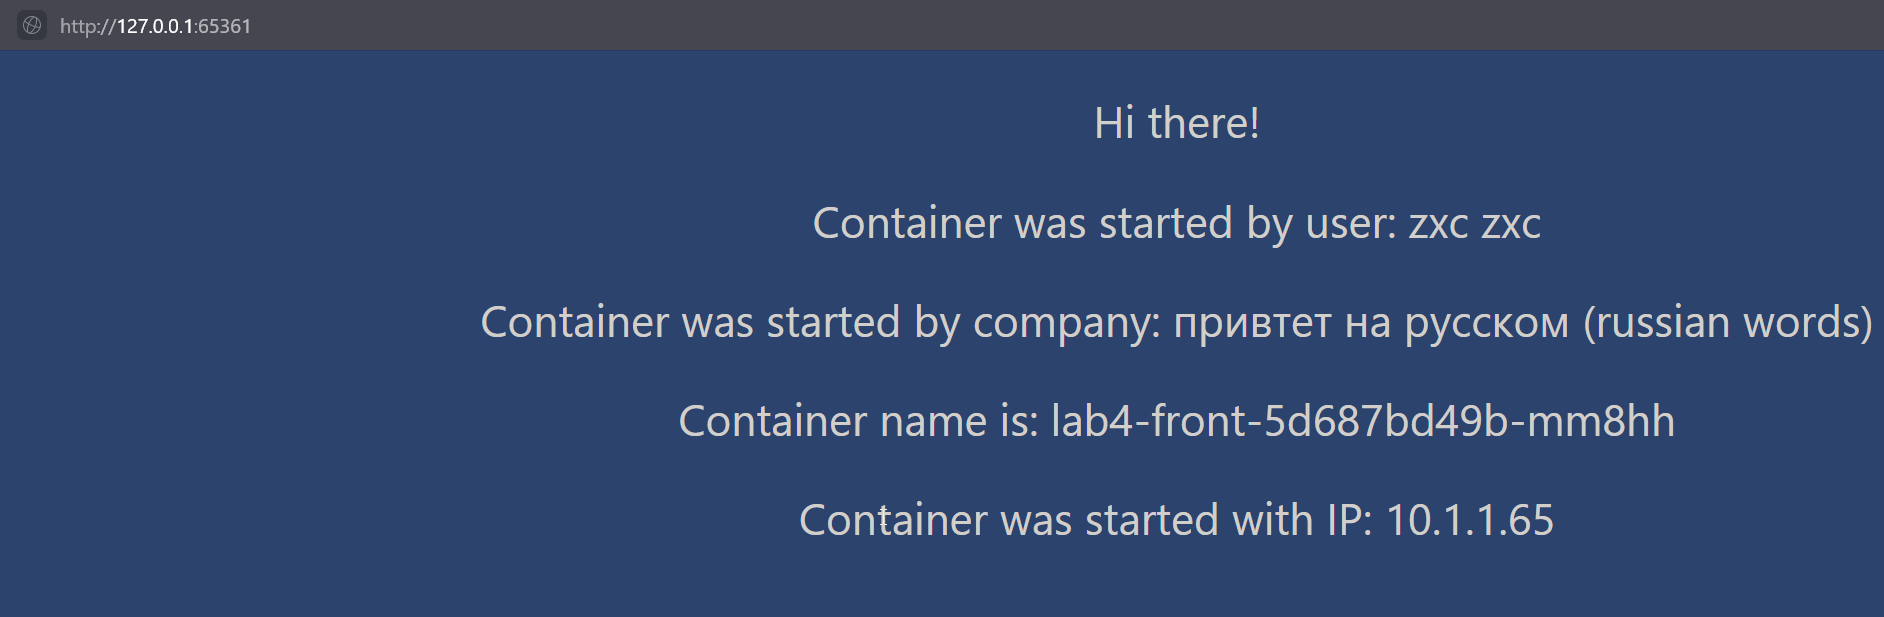 http://127.0.0.1:65361
Hi there!
Container was started by user: zxc zxc
Container was started by company: привтет на русском (russian words)
Container name is: lab4-front-5d687bd49b-mm8hh
Container was started with IP: 10.1.1.65